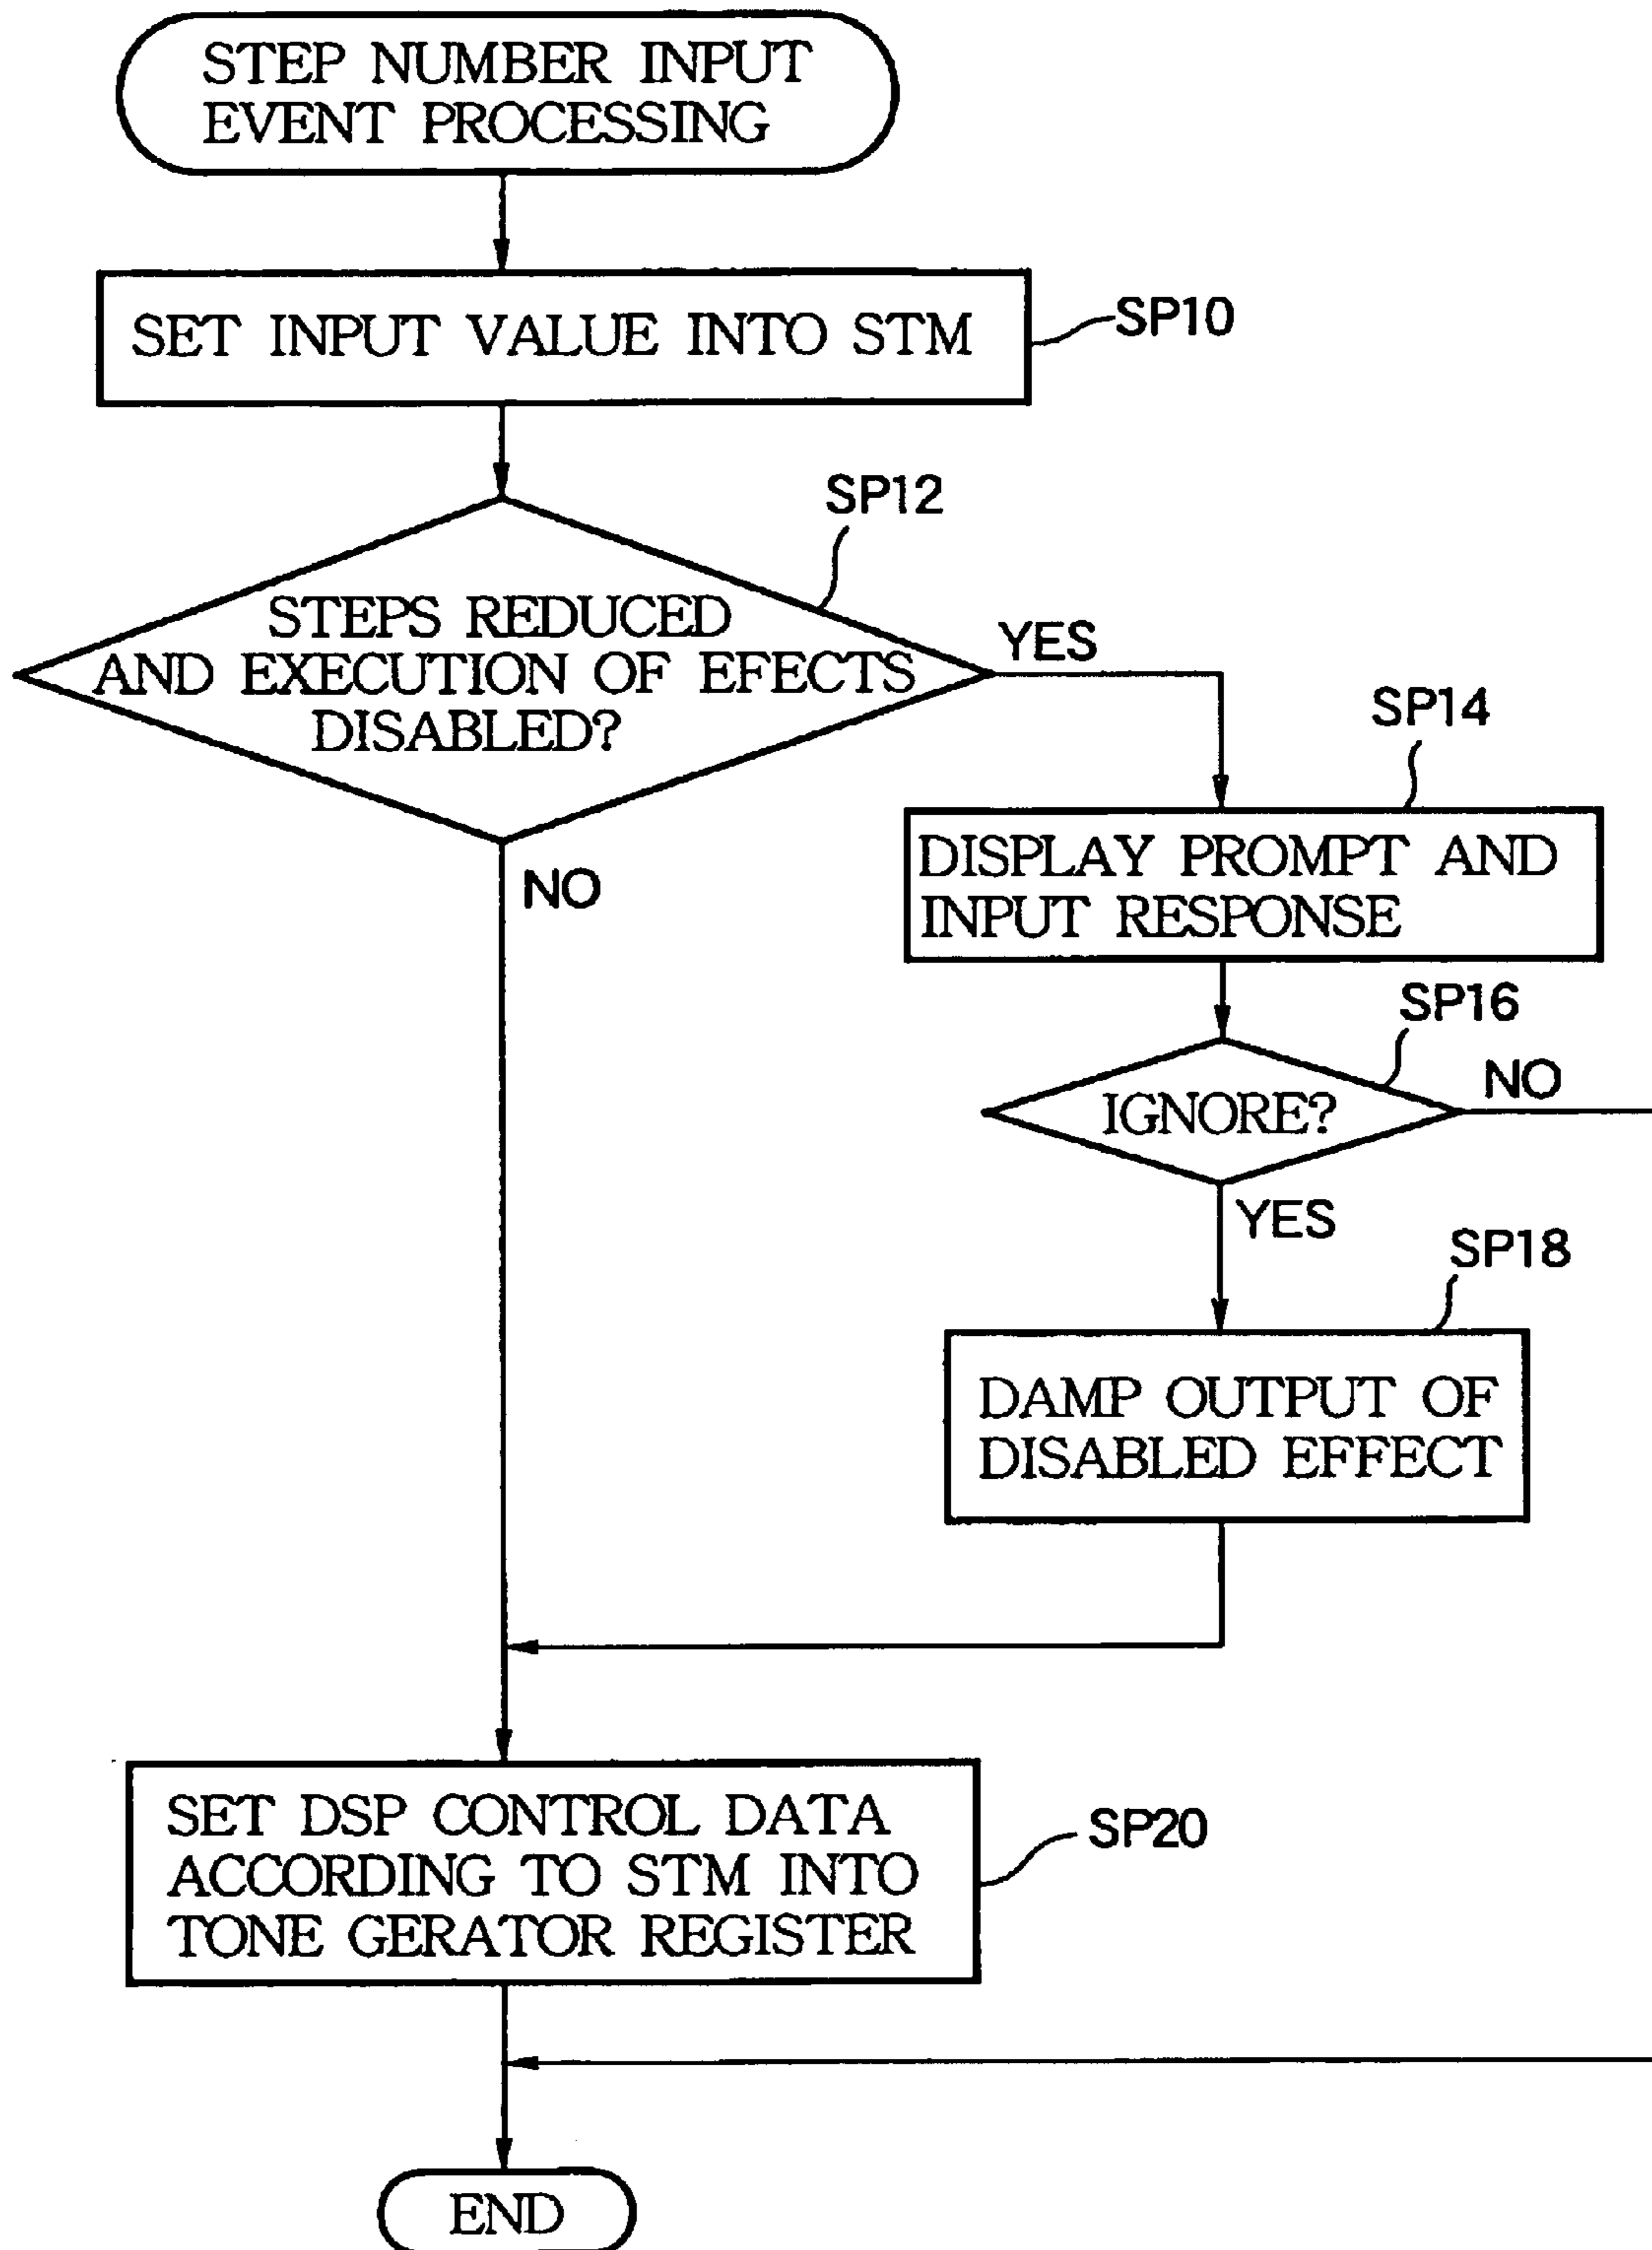 STEP NUMBER INPUT
EVENT PROCESSING
SET INPUT VALUE INTO STM
SP10
SP12
STEPS REDUCED
AND EXECUTION OF EFECTS
DISABLED?
YES
NO
SP14
DISPLAY PROMPT AND
INPUT RESPONSE
SP16
IGNORE?
NO
YES
SP18
DAMP OUTPUT OF
DISABLED EFFECT
SET DSP CONTROL DATA
ACCORDING TO STM INTO
TONE GERATOR REGISTER
SP20
END